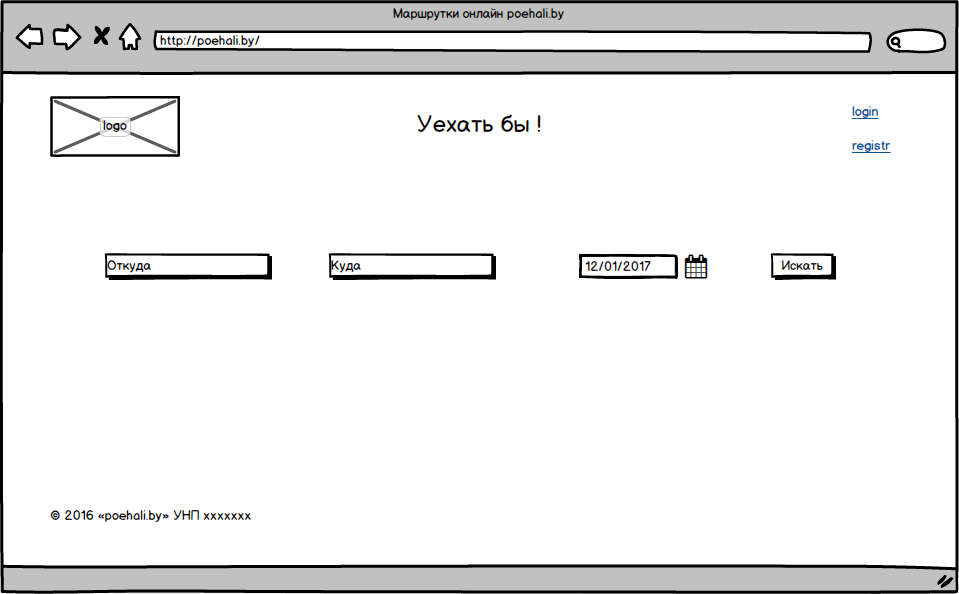 Маршрутки онлайн poehali.by
http://poehali.by/
logo
Уехать бы !
login
registr
Откуда
Куда
12/01/2017
Искать
© 2016 «poehali.by» УНП xxxxxxx